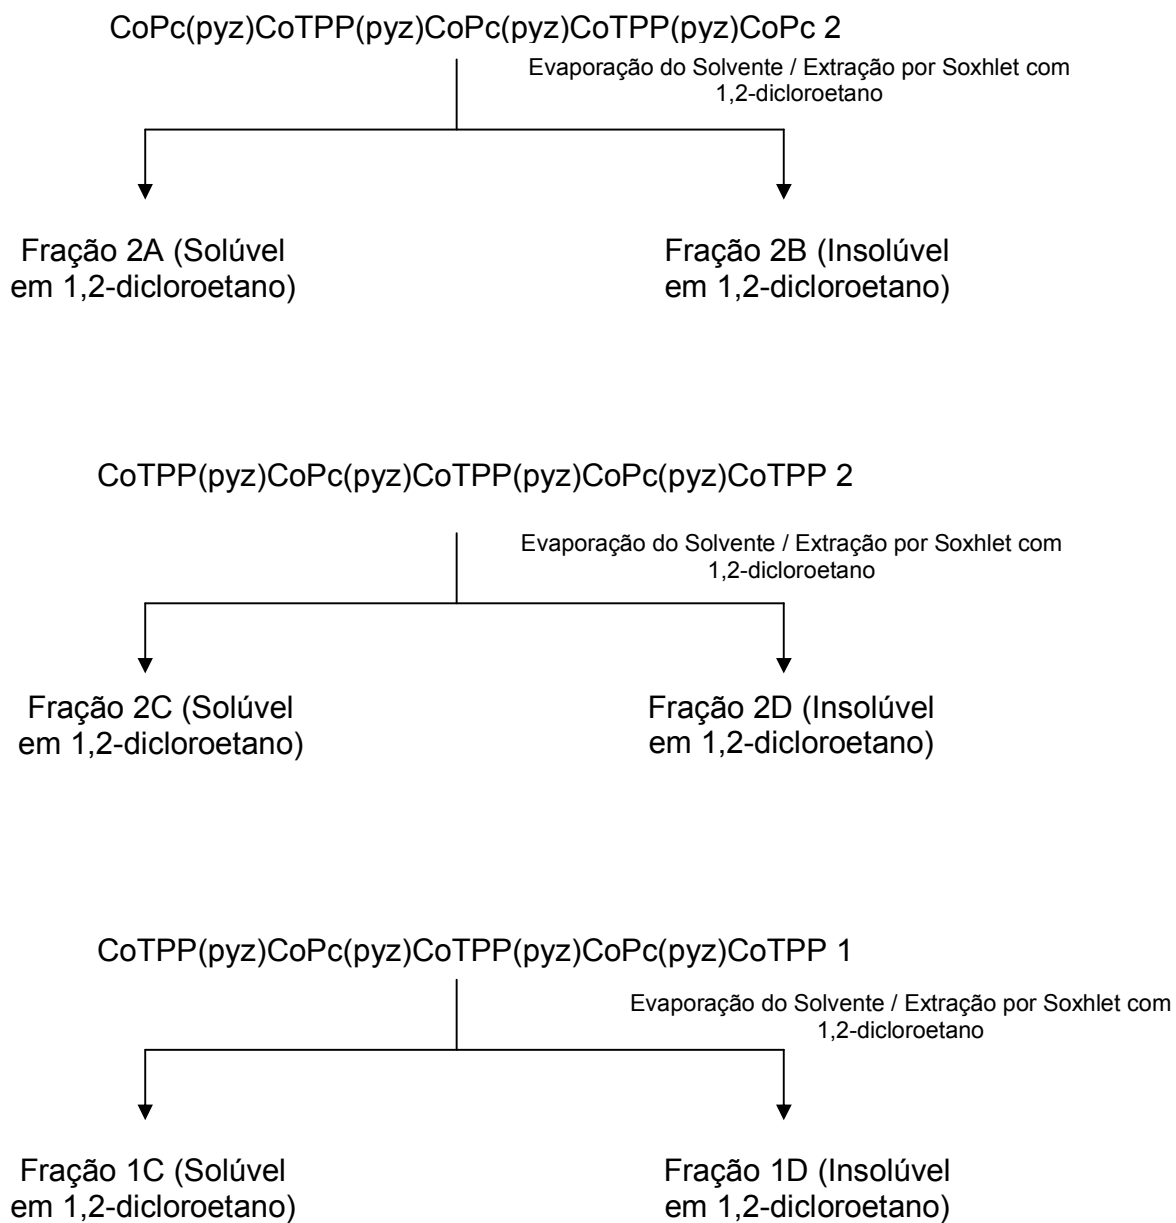 CoPc(pyz)CoTPP(pyz)CoPc(pyz)CoTPP(pyz)CoPc 2
Evaporação do Solvente / Extração por Soxhlet com
1,2-dicloroetano
Fração 2A (Solúvel
em 1,2-dicloroetano)
Fração 2B (Insolúvel
em 1,2-dicloroetano)
CoTPP(pyz)CoPc(pyz)CoTPP(pyz)CoPc(pyz)CoTPP 2
Evaporação do Solvente / Extração por Soxhlet com
1,2-dicloroetano
Fração 2C (Solúvel
em 1,2-dicloroetano)
Fração 2D (Insolúvel
em 1,2-dicloroetano)
CoTPP(pyz)CoPc(pyz)CoTPP(pyz)CoPc(pyz)CoTPP 1
Evaporação do Solvente / Extração por Soxhlet com
1,2-dicloroetano
Fração 1C (Solúvel
em 1,2-dicloroetano)
Fração 1D (Insolúvel
em 1,2-dicloroetano)